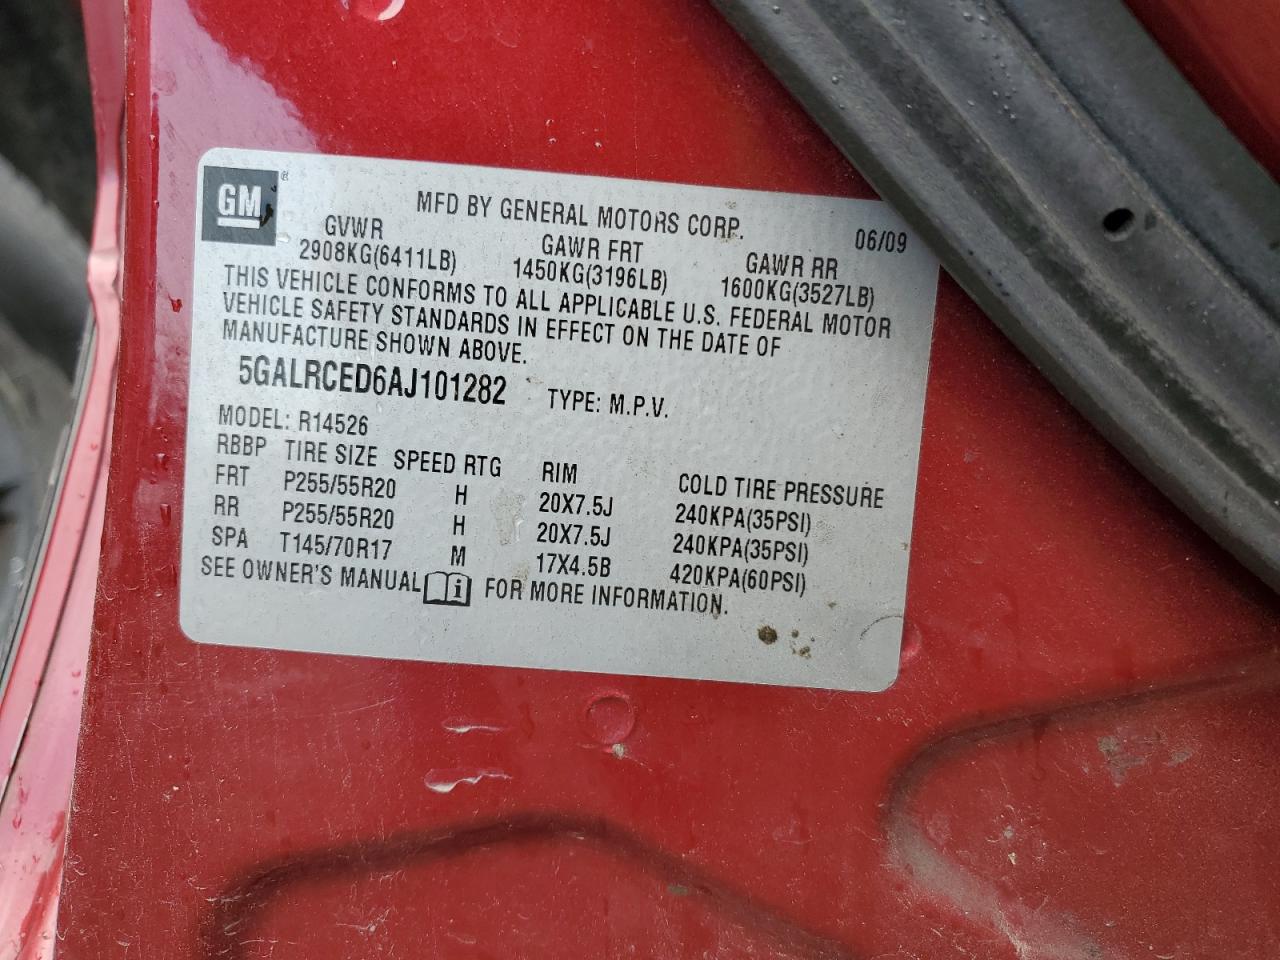 GM ®
MFD BY GENERAL MOTORS CORP. 06/09
GVWR GAWR FRT GAWR RR
2908KG(6411LB) 1450KG(3196LB) 1600KG(3527LB)
THIS VEHICLE CONFORMS TO ALL APPLICABLE U.S. FEDERAL MOTOR
VEHICLE SAFETY STANDARDS IN EFFECT ON THE DATE OF
MANUFACTURE SHOWN ABOVE.
5GALRCED6AJ101282 TYPE: M.P.V.
MODEL: R14526
RBBP TIRE SIZE SPEED RTG RIM COLD TIRE PRESSURE
FRT P255/55R20 H 20X7.5J 240KPA(35PSI)
RR P255/55R20 H 20X7.5J 240KPA(35PSI)
SPA T145/70R17 M 17X4.5B 420KPA(60PSI)
SEE OWNER'S MANUAL i FOR MORE INFORMATION.